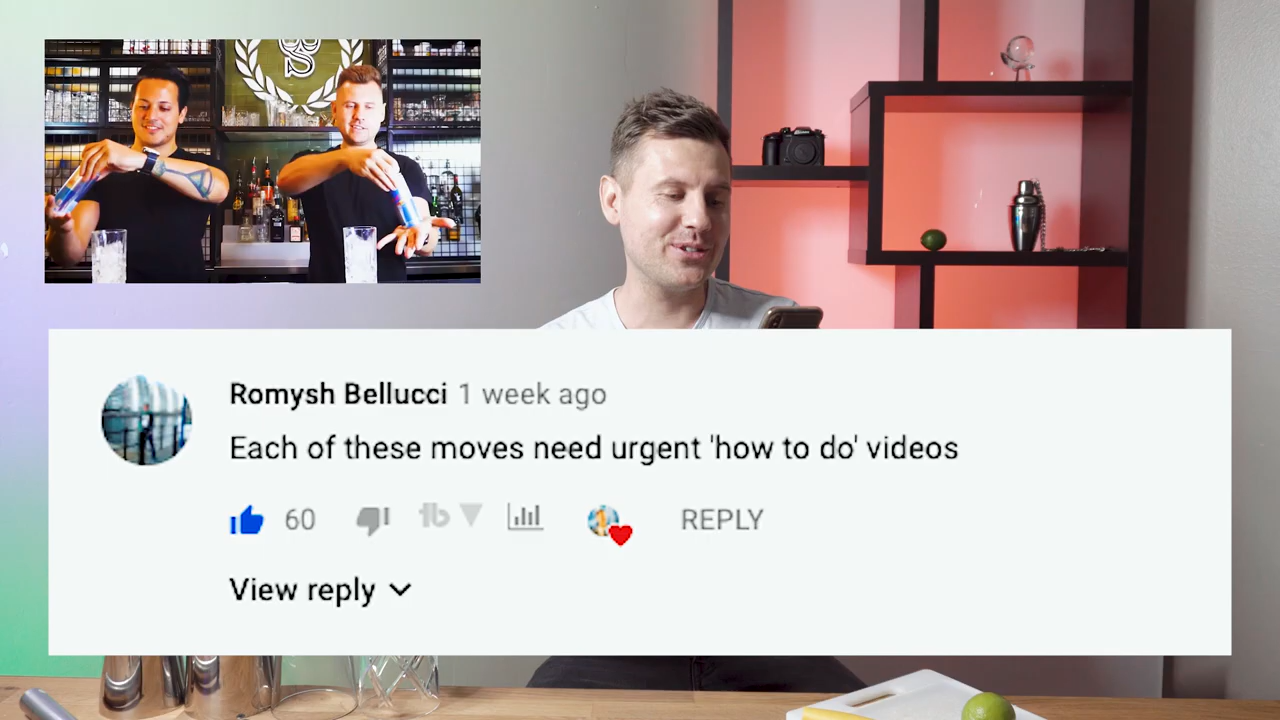 Romysh Bellucci 1 week ago
Each of these moves need urgent 'how to do' videos
60
REPLY
View reply